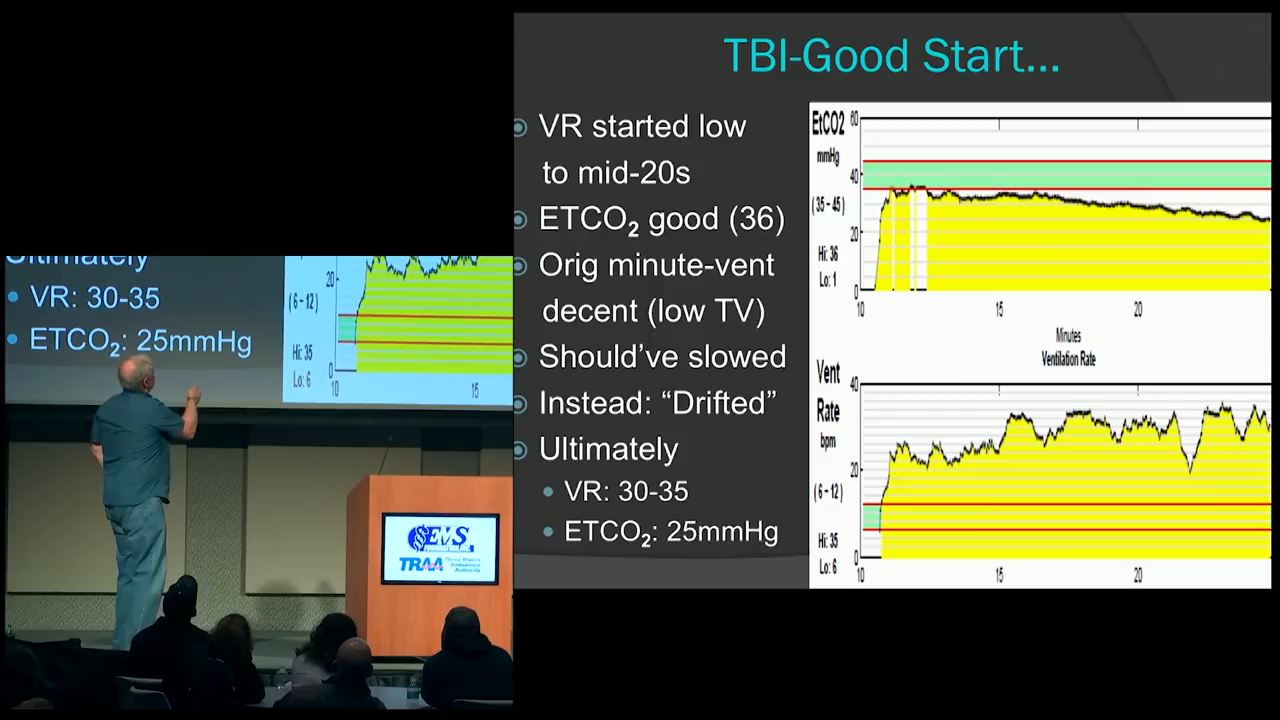 TBI-Good Start...
VR started low
to mid-20s
ETCO₂ good (36)
Orig minute-vent
decent (low TV)
Should've slowed
Instead: “Drifted”
Ultimately
VR: 30-35
ETCO₂: 25mmHg
EtCO2
mmHg
(35 - 45)
Hi: 36
Lo: 1
60
40
20
0
10
15
20
Minutes
Ventilation Rate
Vent
Rate
bpm
(6 - 12)
Hi: 35
Lo: 6
40
20
0
10
15
20
Ultimately
VR: 30-35
ETCO₂: 25mmHg
20
(6 - 12)
Hi: 35
Lo: 6
0
10
15
EMS
TRAA
Three Rivers
Ambulance
Authority